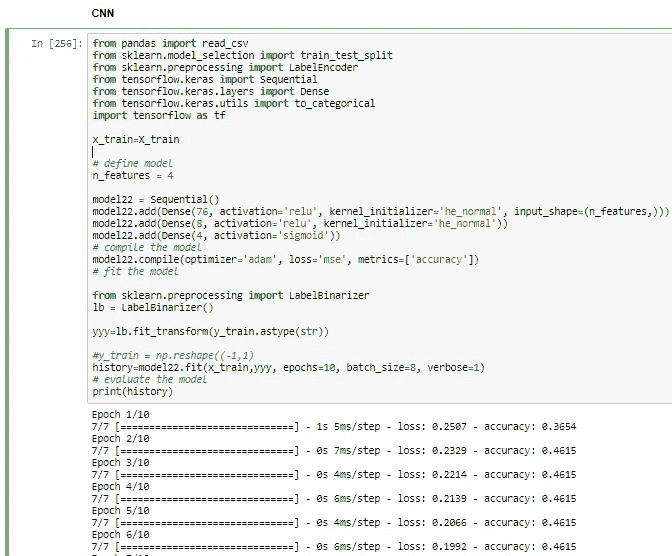 CNN
In [256]:
from pandas import read_csv
from sklearn.model_selection import train_test_split
from sklearn.preprocessing import LabelEncoder
from tensorflow.keras import Sequential
from tensorflow.keras.layers import Dense
from tensorflow.keras.utils import to_categorical
import tensorflow as tf
x_train=X_train
# define model
n_features = 4
model22 = Sequential()
model22.add(Dense(76, activation='relu', kernel_initializer='he_normal', input_shape=(n_features,)))
model22.add(Dense(8, activation='relu', kernel_initializer='he_normal'))
model22.add(Dense(4, activation='sigmoid'))
# compile the model
model22.compile(optimizer='adam', loss='mse', metrics=['accuracy'])
# fit the model
from sklearn.preprocessing import LabelBinarizer
lb = LabelBinarizer()
yyy=lb.fit_transform(y_train.astype(str))
#y_train = np.reshape((-1,1)
history=model22.fit(x_train,yyy, epochs=10, batch_size=8, verbose=1)
# evaluate the model
print(history)
Epoch 1/10
7/7 [==============================] - 1s 5ms/step - loss: 0.2507 - accuracy: 0.3654
Epoch 2/10
7/7 [==============================] - 0s 7ms/step - loss: 0.2329 - accuracy: 0.4615
Epoch 3/10
7/7 [==============================] - 0s 4ms/step - loss: 0.2214 - accuracy: 0.4615
Epoch 4/10
7/7 [==============================] - 0s 6ms/step - loss: 0.2139 - accuracy: 0.4615
Epoch 5/10
7/7 [==============================] - 0s 4ms/step - loss: 0.2066 - accuracy: 0.4615
Epoch 6/10
7/7 [==============================] - 0s 6ms/step - loss: 0.1992 - accuracy: 0.4615